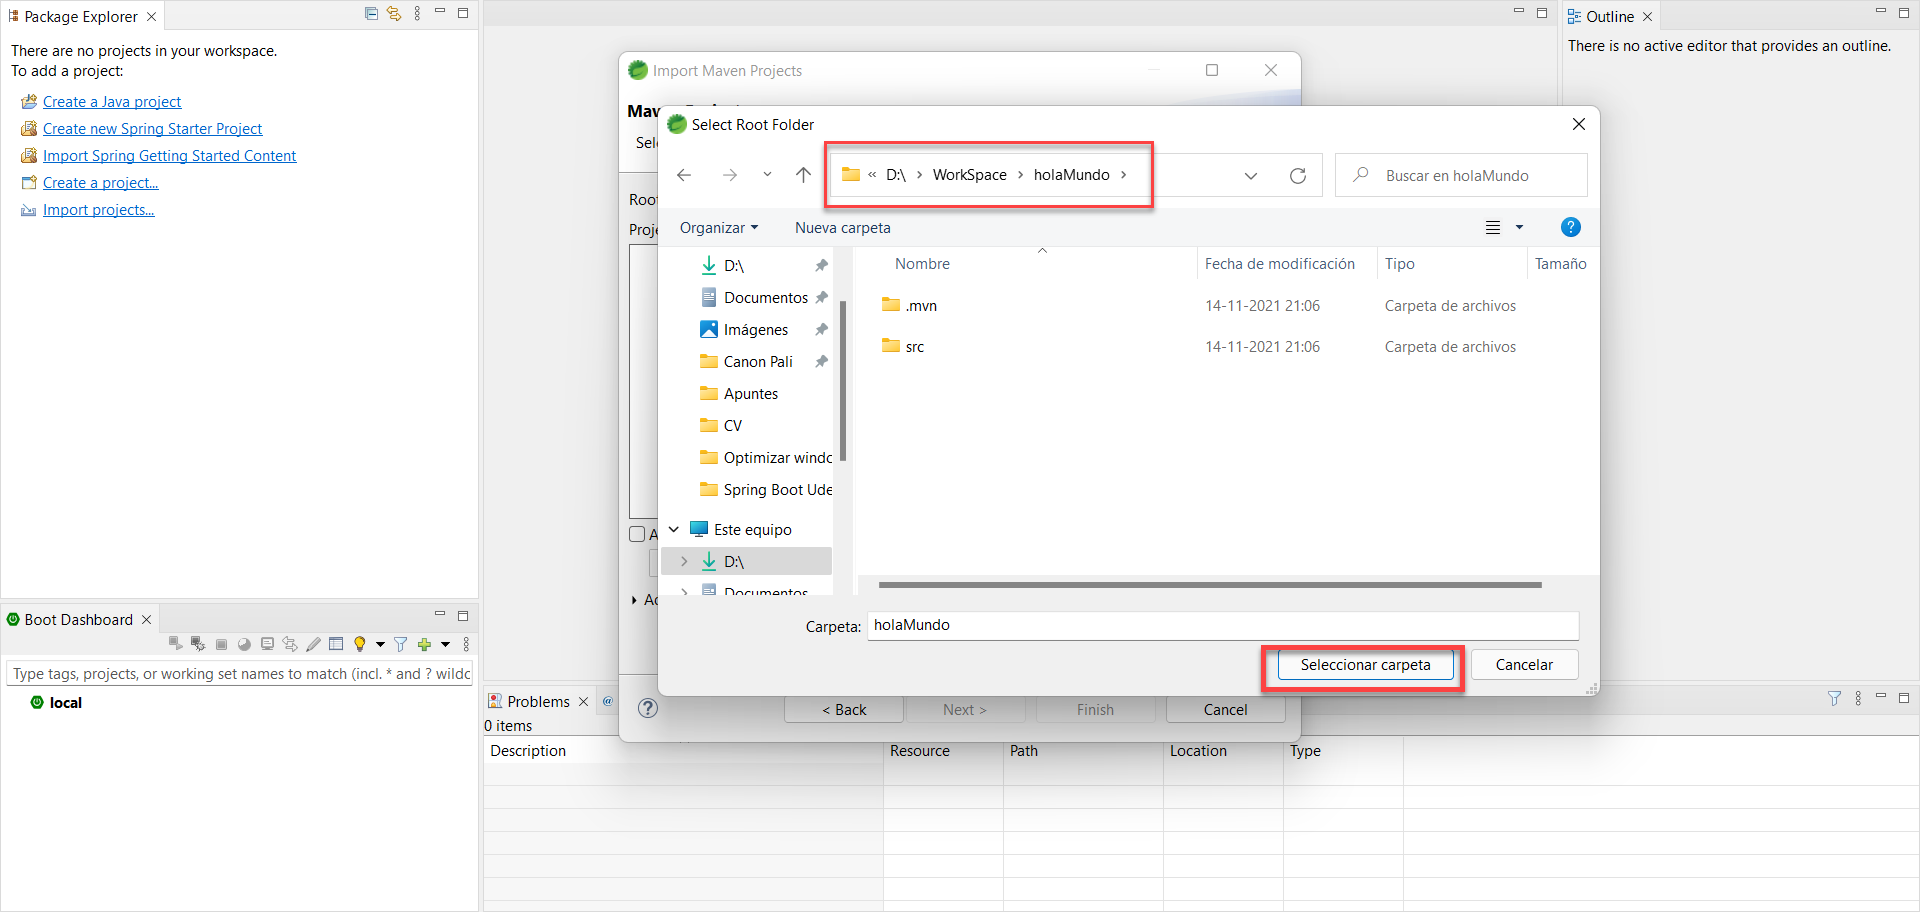 Package Explorer
There are no projects in your workspace.
To add a project:
Create a Java project
Create new Spring Starter Project
Import Spring Getting Started Content
Create a project...
Import projects...
Outline
There is no active editor that provides an outline.
Import Maven Projects
Select Root Folder
« D:\ › WorkSpace › holaMundo ›
Buscar en holaMundo
Organizar
Nueva carpeta
?
Nombre
Fecha de modificación
Tipo
Tamaño
.mvn
14-11-2021 21:06
Carpeta de archivos
src
14-11-2021 21:06
Carpeta de archivos
D:\
Documentos
Imágenes
Canon Pali
Apuntes
CV
Optimizar windc
Spring Boot Ude
Este equipo
D:\
Documentos
Carpeta:
holaMundo
Seleccionar carpeta
Cancelar
?
< Back
Next >
Finish
Cancel
Boot Dashboard
Type tags, projects, or working set names to match (incl. * and ? wildc
local
Problems
@
0 items
Description
Resource
Path
Location
Type